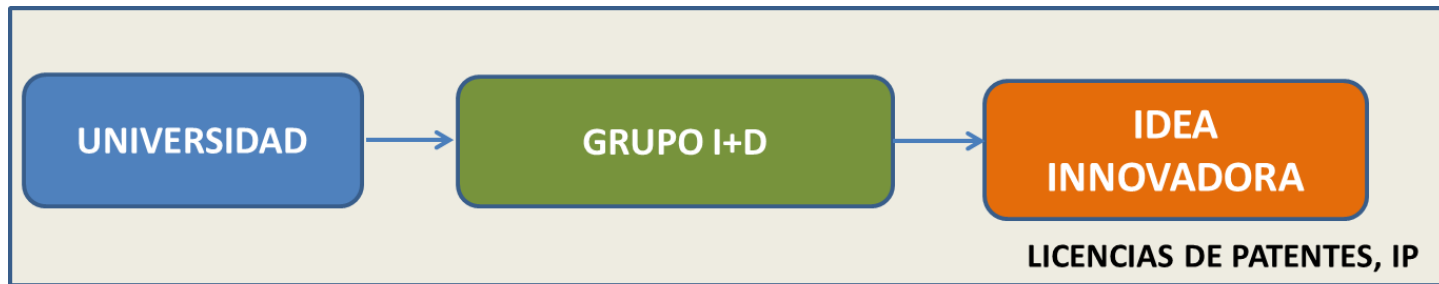 UNIVERSIDAD
GRUPO I+D
IDEA
INNOVADORA
LICENCIAS DE PATENTES, IP